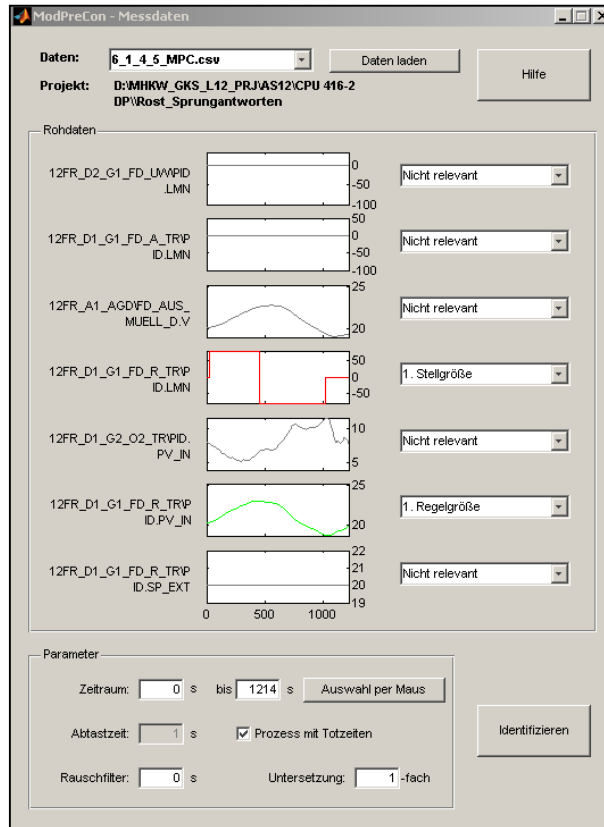 ModPreCon - Messdaten
Daten: 6_1_4_5_MPC.csv Daten laden Hilfe
Projekt: D:\MHKW_GKS_L12_PRJ\AS12\CPU 416-2
DP\\Rost_Sprungantworten
Rohdaten
12FR_D2_G1_FD_UW\PID
.LMN
0
-50
-100
Nicht relevant
12FR_D1_G1_FD_A_TR\P
ID.LMN
50
0
-50
-100
Nicht relevant
12FR_A1_AGD\FD_AUS_
MUELL_D.V
25
20
Nicht relevant
12FR_D1_G1_FD_R_TR\P
ID.LMN
50
0
-50
1. Stellgröße
12FR_D1_G2_O2_TR\PID.
PV_IN
10
5
Nicht relevant
12FR_D1_G1_FD_R_TR\P
ID.PV_IN
25
20
1. Regelgröße
12FR_D1_G1_FD_R_TR\P
ID.SP_EXT
22
21
20
19
Nicht relevant
0 500 1000
Parameter
Zeitraum: 0 s bis 1214 s Auswahl per Maus
Abtastzeit: 1 s Prozess mit Totzeiten
Identifizieren
Rauschfilter: 0 s Untersetzung: 1 -fach